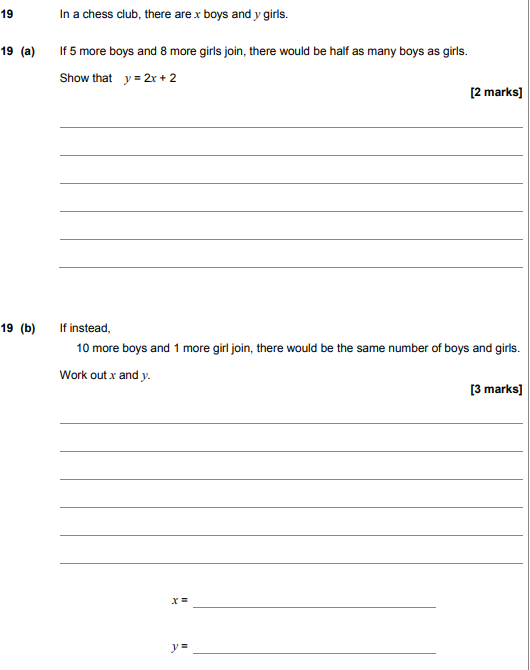 19 In a chess club, there are x boys and y girls.
19 (a) If 5 more boys and 8 more girls join, there would be half as many boys as girls.
Show that y = 2x + 2
[2 marks]
19 (b) If instead,
10 more boys and 1 more girl join, there would be the same number of boys and girls.
Work out x and y.
[3 marks]
x =
y =